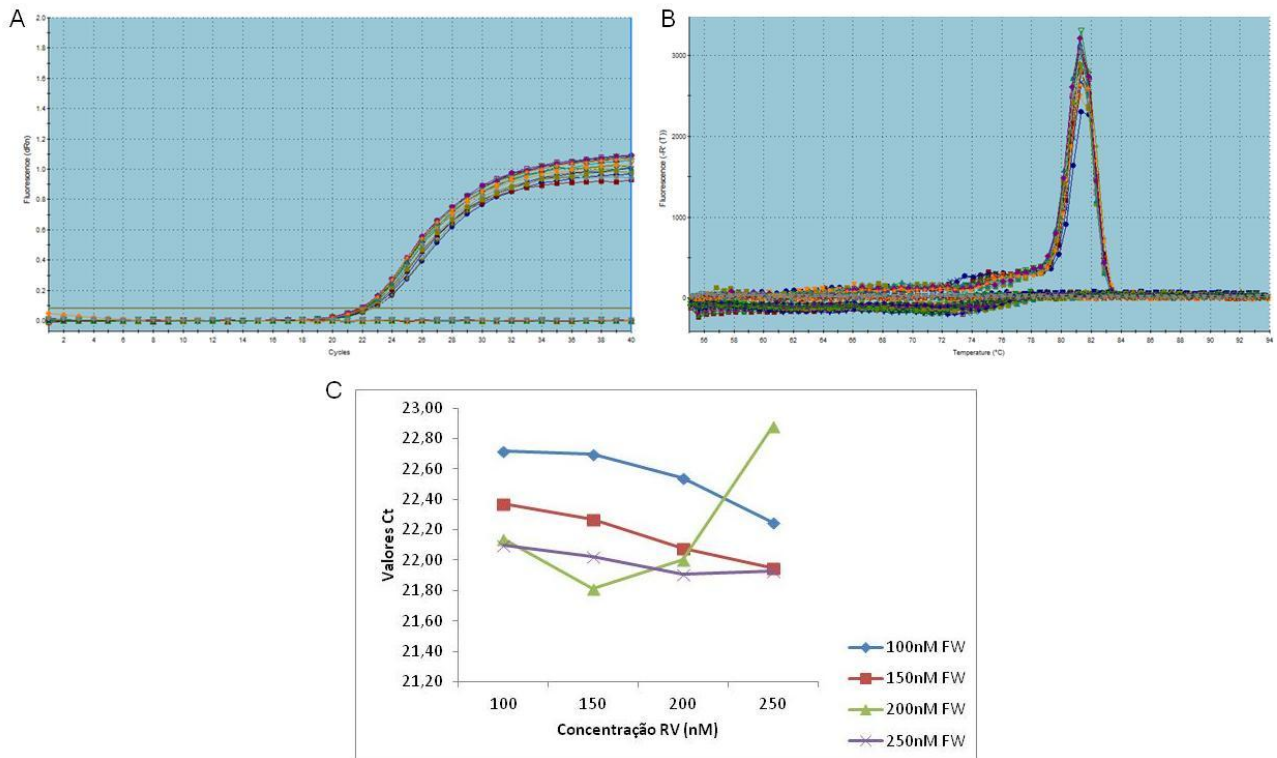 A
2.0
1.8
1.6
1.4
1.2
1.0
0.8
0.6
0.4
0.2
0.0
Fluorescence (dRn)
2 4 6 8 10 12 14 16 18 20 22 24 26 28 30 32 34 36 38 40
Cycles
B
3000
2000
1000
0
Fluorescence (-R' (T))
56 58 60 62 64 66 68 70 72 74 76 78 80 82 84 86 88 90 92 94
Temperature (°C)
C
23,00
22,80
22,60
22,40
22,20
22,00
21,80
21,60
21,40
21,20
Valores Ct
100 150 200 250
Concentração RV (nM)
100nM FW
150nM FW
200nM FW
250nM FW